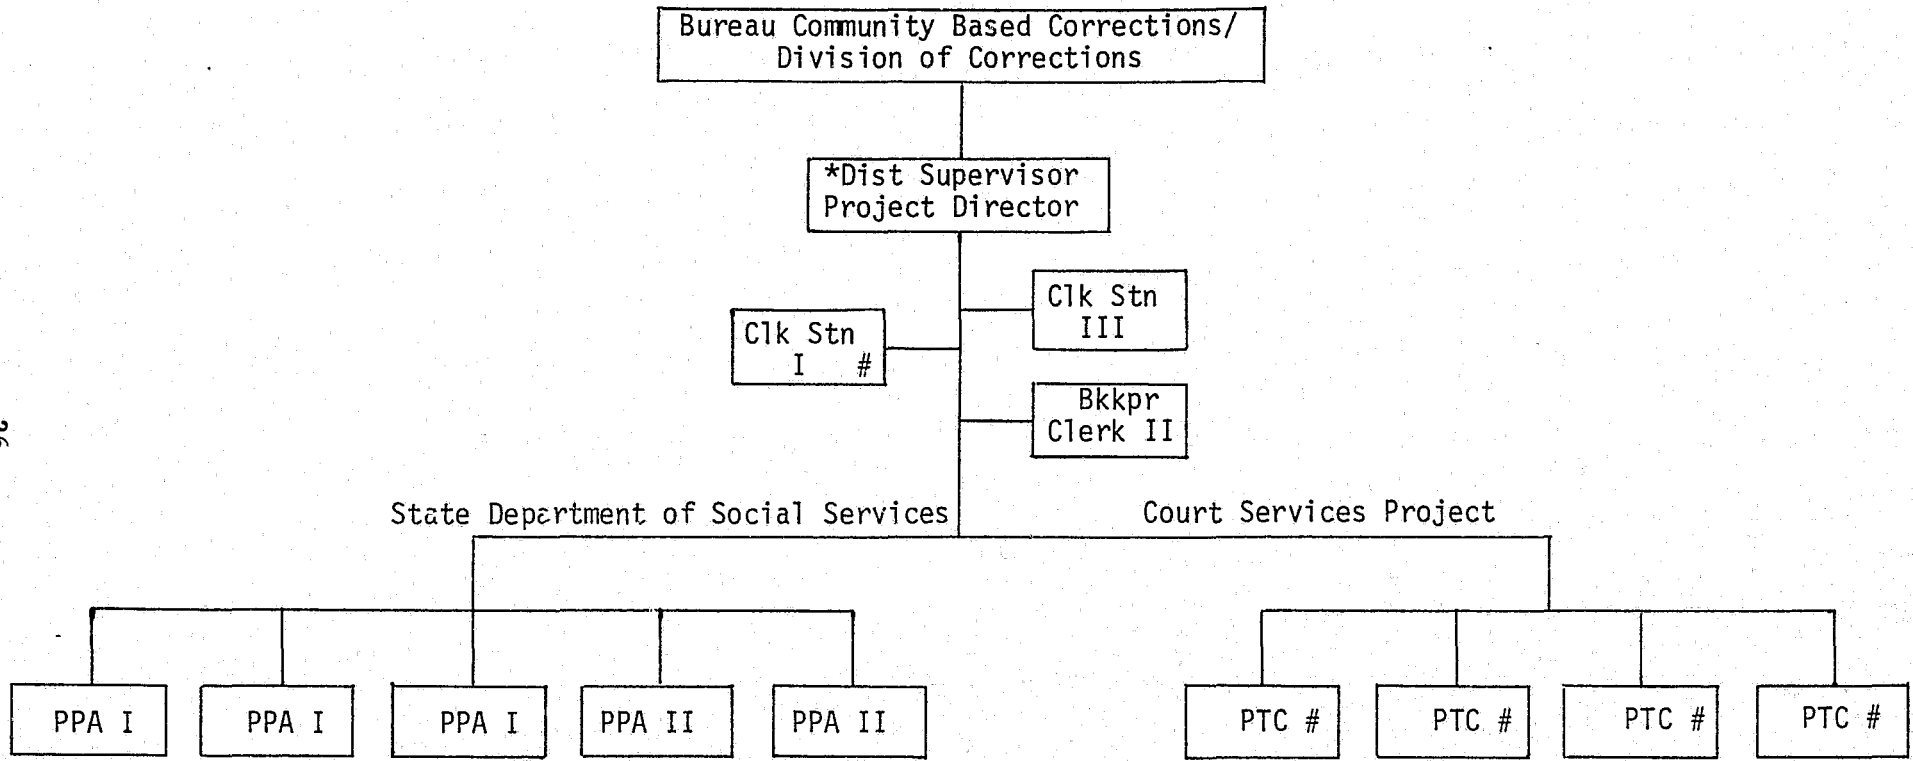 Bureau Community Based Corrections/
Division of Corrections
*Dist Supervisor
Project Director
Clk Stn
III
Clk Stn
I #
Bkkpr
Clerk II
State Department of Social Services
Court Services Project
PPA I
PPA I
PPA I
PPA II
PPA II
PTC #
PTC #
PTC #
PTC #